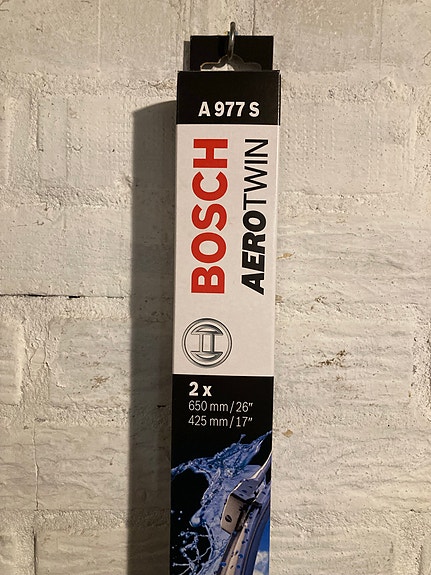 A 977 S
BOSCH
AEROTWIN
2 x
650 mm/26"
425 mm/17"